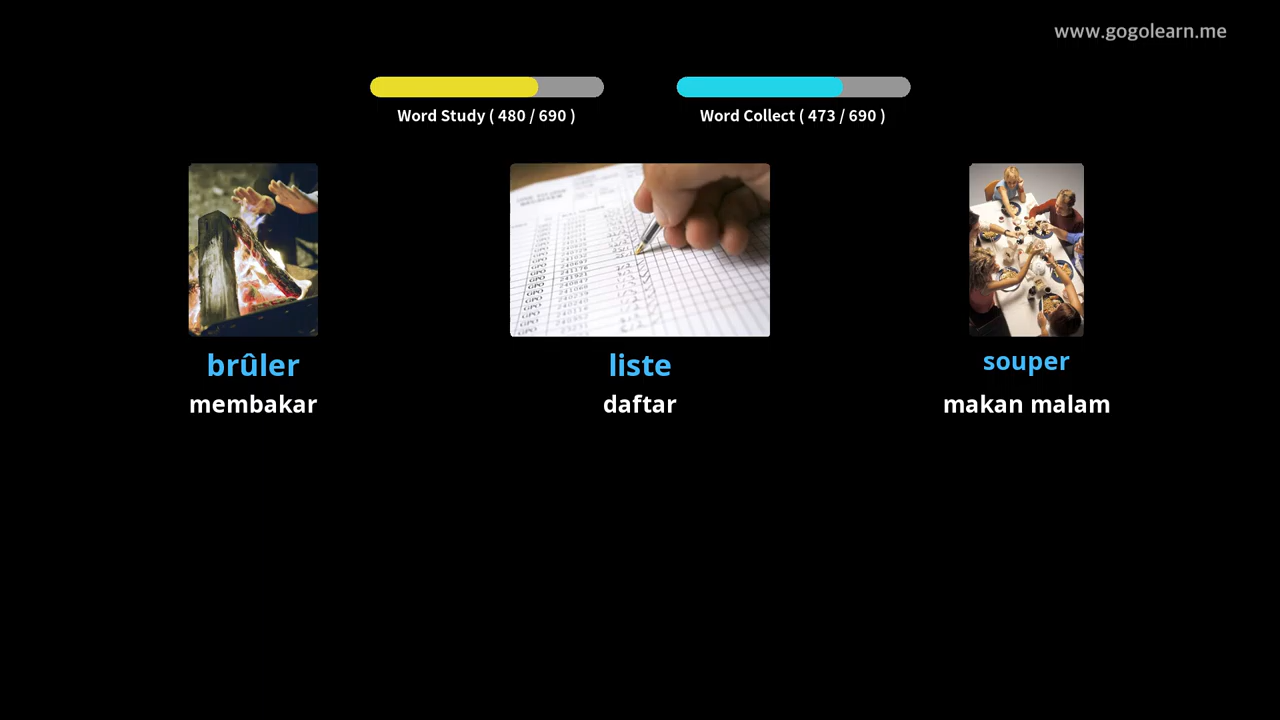 www.gogolearn.me
Word Study ( 480 / 690 )
Word Collect ( 473 / 690 )
brûler
liste
souper
membakar
daftar
makan malam